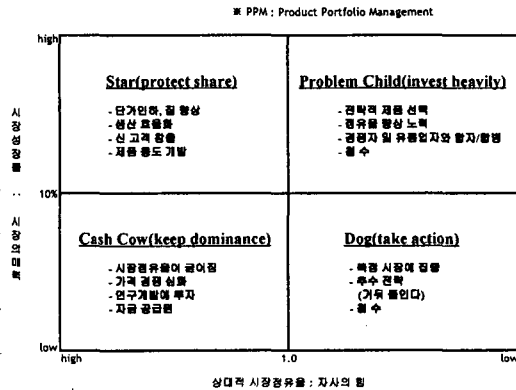 ※ PPM : Product Portfolio Management
high
Star(protect share)
- 단가인하, 질 향상
- 생산 효율화
- 신 고객 창출
- 제품 용도 개발
Problem Child(invest heavily)
- 전략적 제품 선택
- 점유율 향상 노력
- 경쟁자 및 유통업자와 합자/합병
- 철 수
시장성장률 : 시장의매력
10%
Cash Cow(keep dominance)
- 시장점유율이 굳어짐
- 가격 경쟁 심화
- 연구개발에 투자
- 자금 공급원
Dog(take action)
- 특정 시장에 집중
- 추수 전략
(거둬 들인다)
- 철 수
low
high
1.0
low
상대적 시장점유율 : 자사의 힘